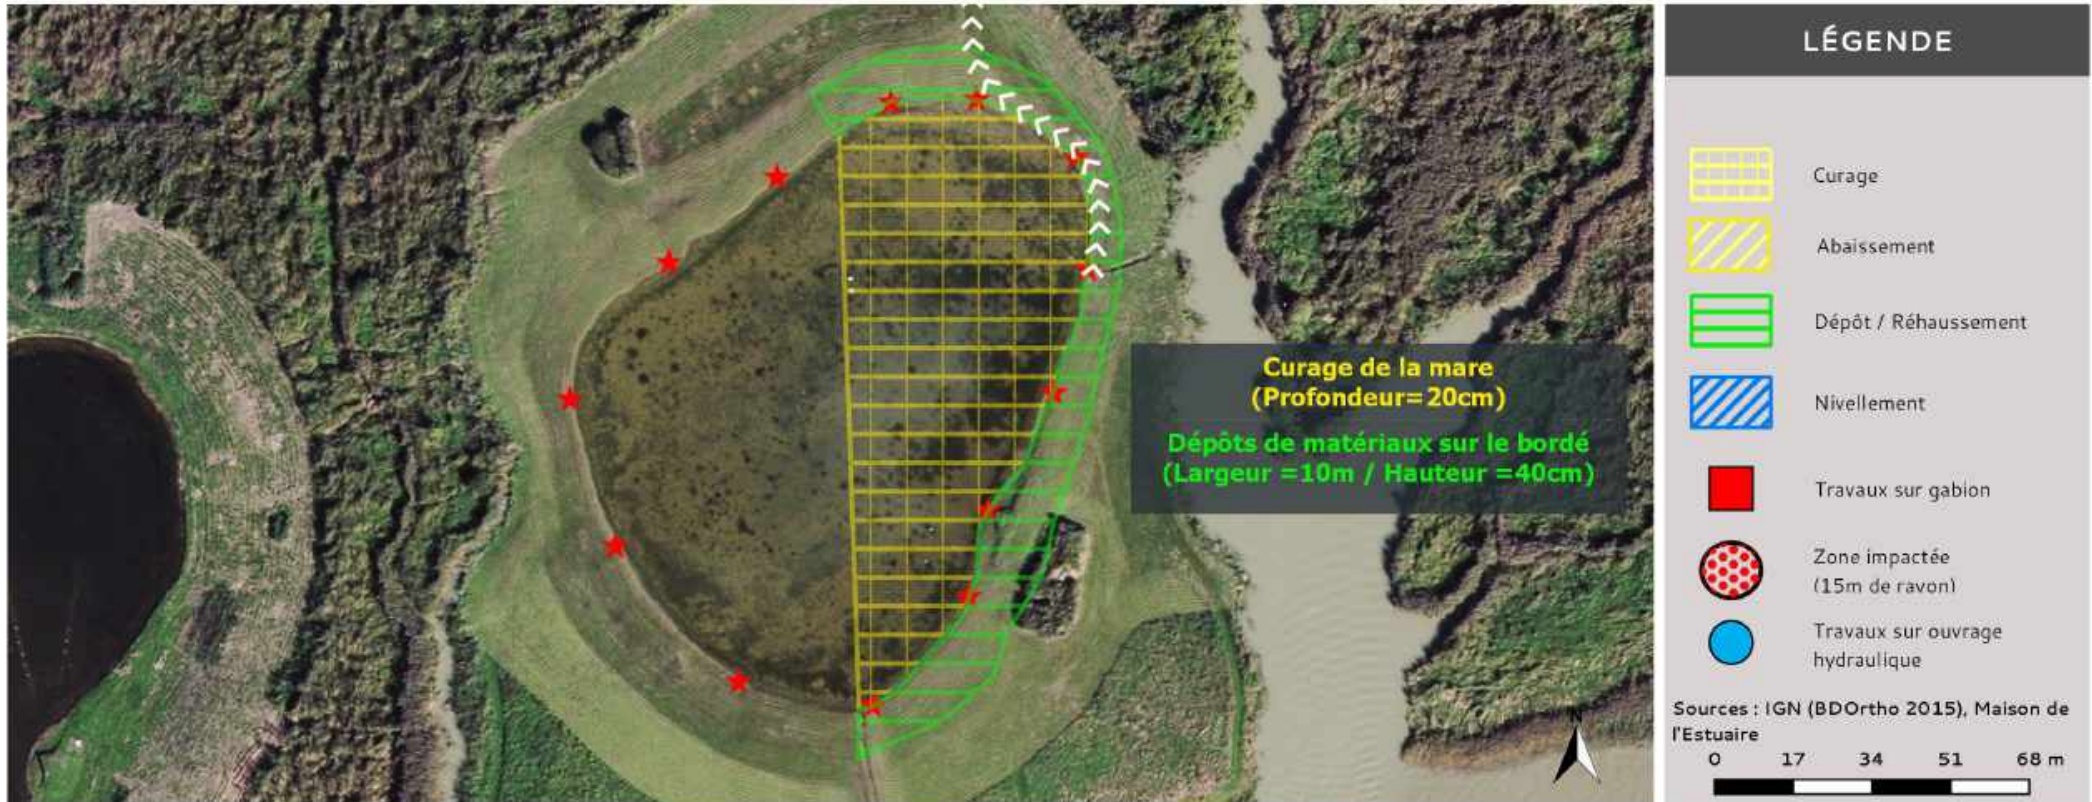 Curage de la mare
(Profondeur=20cm)
Dépôts de matériaux sur le bordé
(Largeur =10m / Hauteur =40cm)
N
LÉGENDE
Curage
Abaissement
Dépôt / Réhaussement
Nivellement
Travaux sur gabion
Zone impactée
(15m de rayon)
Travaux sur ouvrage
hydraulique
Sources : IGN (BDOrtho 2015), Maison de
l'Estuaire
0 17 34 51 68 m